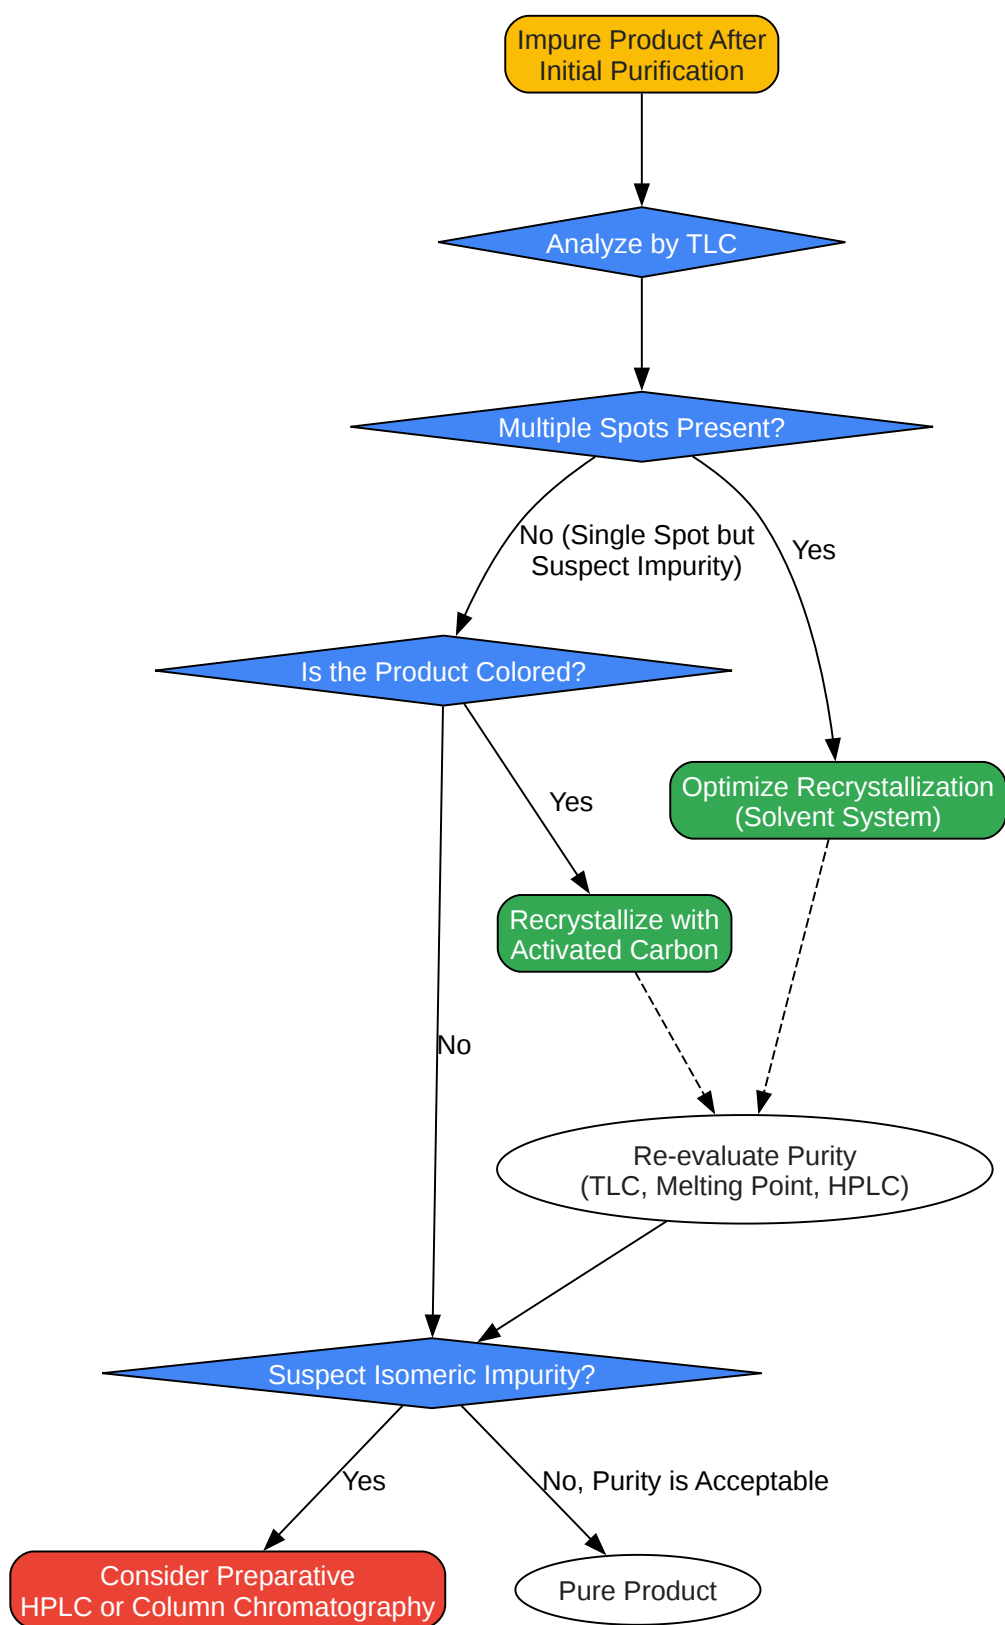 Impure Product After
Initial Purification
Analyze by TLC
Multiple Spots Present?
No (Single Spot but
Suspect Impurity)
Yes
Is the Product Colored?
Optimize Recrystallization
(Solvent System)
Yes
Recrystallize with
Activated Carbon
No
Re-evaluate Purity
(TLC, Melting Point, HPLC)
Suspect Isomeric Impurity?
Yes
No, Purity is Acceptable
Consider Preparative
HPLC or Column Chromatography
Pure Product